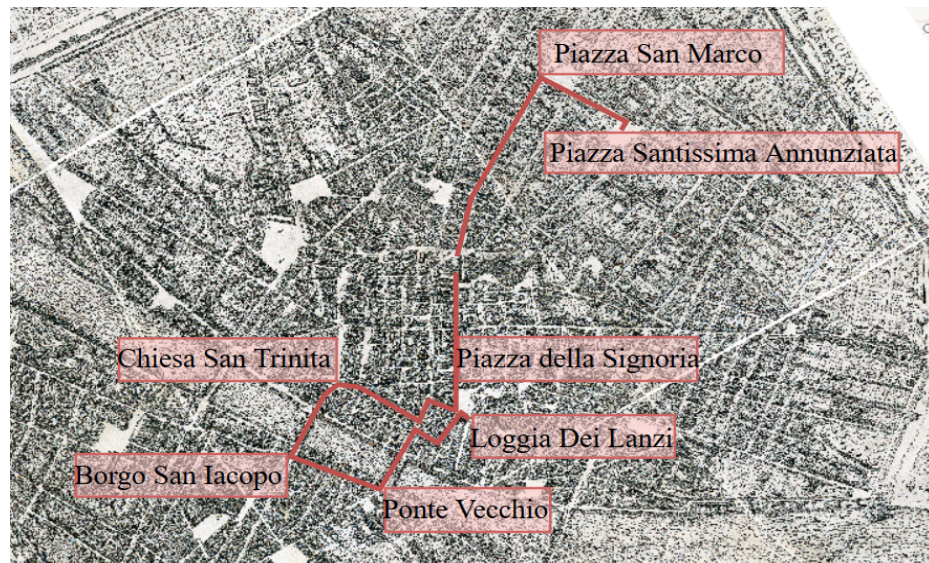 Piazza San Marco
Piazza Santissima Annunziata
Chiesa San Trinita
Piazza della Signoria
Loggia Dei Lanzi
Borgo San Iacopo
Ponte Vecchio